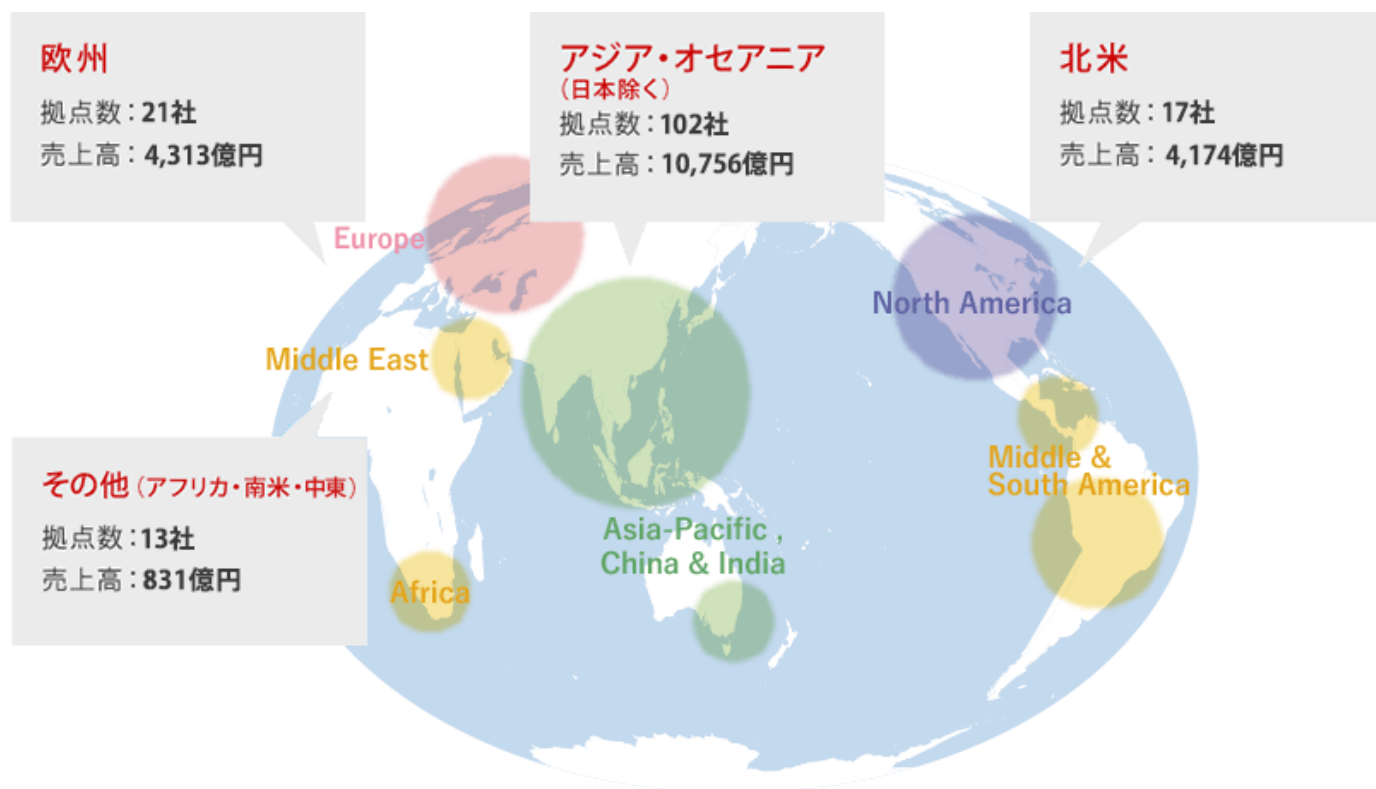 欧州
拠点数：21社
売上高：4,313億円
アジア・オセアニア
（日本除く）
拠点数：102社
売上高：10,756億円
北米
拠点数：17社
売上高：4,174億円
Europe
North America
Middle East
Middle &
South America
その他（アフリカ・南米・中東）
拠点数：13社
売上高：831億円
Asia-Pacific ,
China & India
Africa